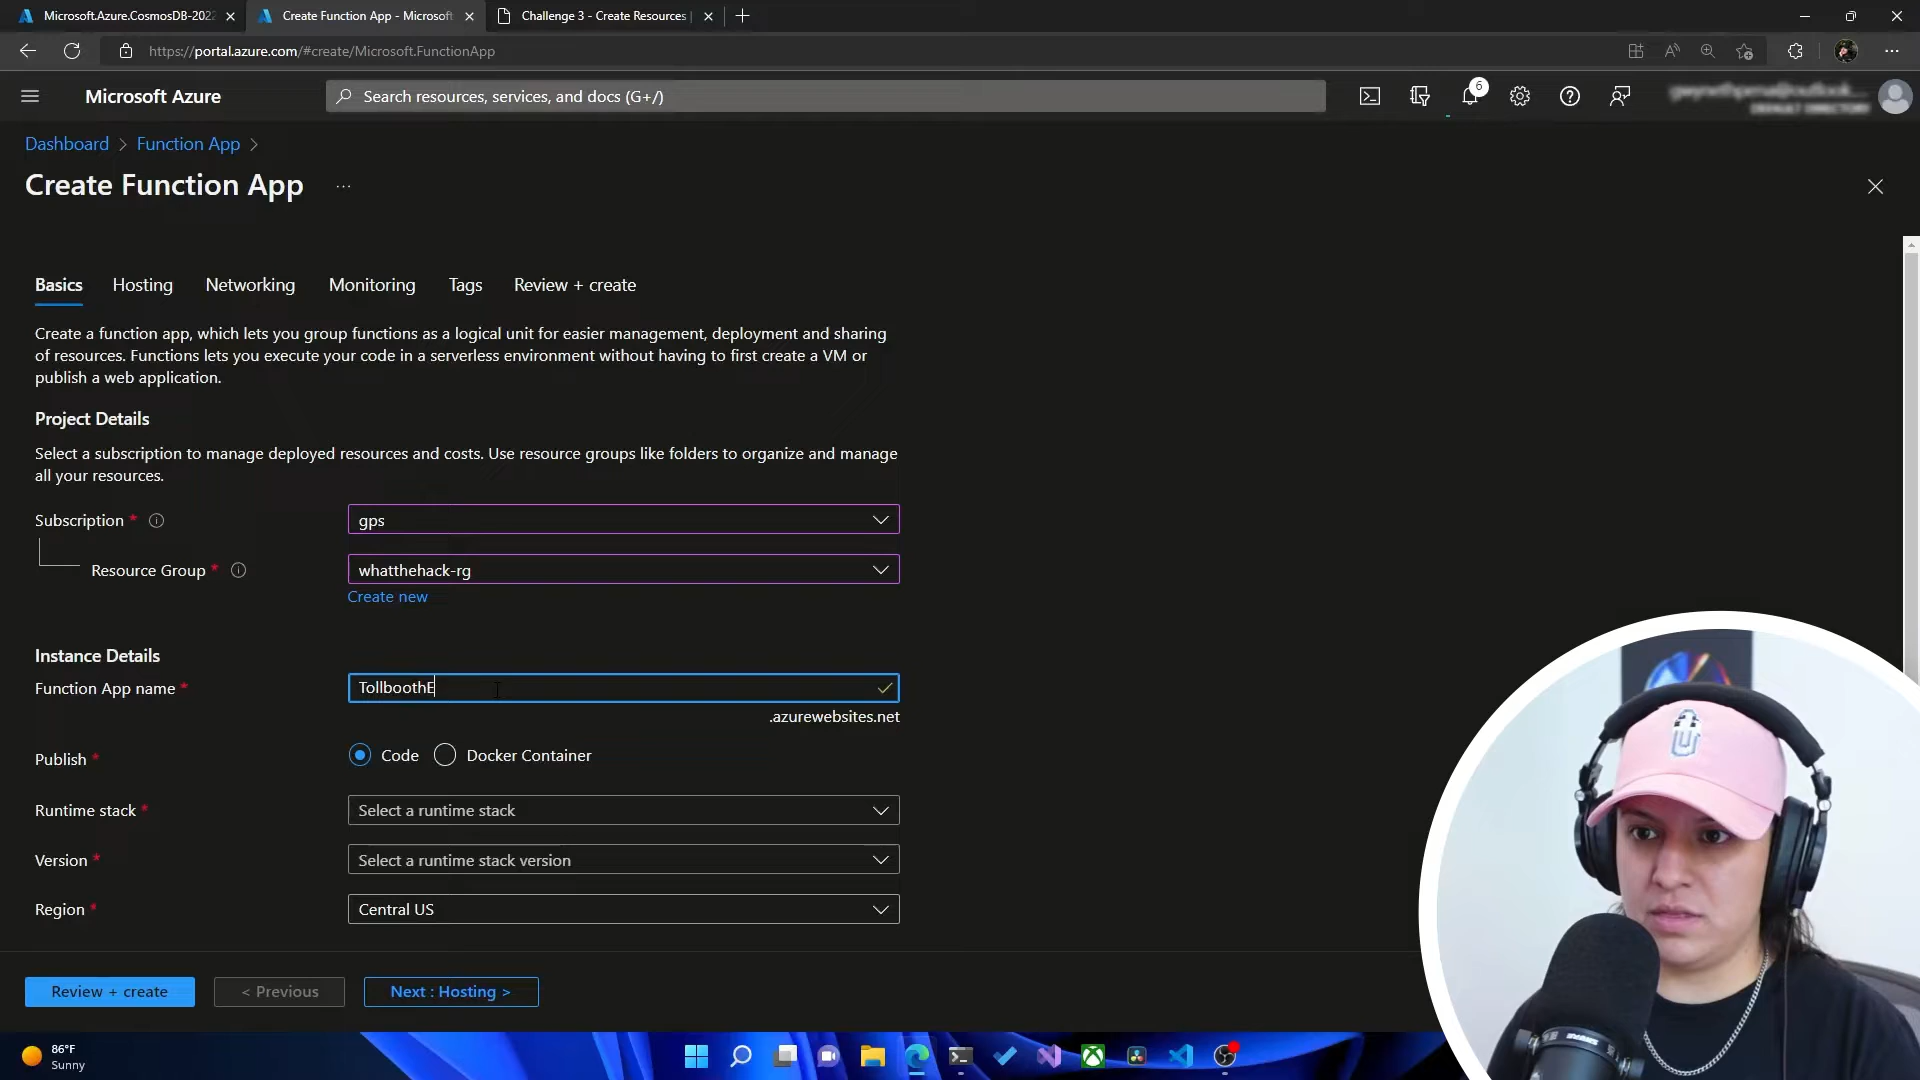 Microsoft.Azure.CosmosDB-2022
Create Function App - Microsoft
Challenge 3 - Create Resources
https://portal.azure.com/#create/Microsoft.FunctionApp
Microsoft Azure
Search resources, services, and docs (G+/)
6
Dashboard > Function App >
Create Function App ...
Basics
Hosting
Networking
Monitoring
Tags
Review + create
Create a function app, which lets you group functions as a logical unit for easier management, deployment and sharing
of resources. Functions lets you execute your code in a serverless environment without having to first create a VM or
publish a web application.
Project Details
Select a subscription to manage deployed resources and costs. Use resource groups like folders to organize and manage
all your resources.
Subscription *
gps
Resource Group *
whatthehack-rg
Create new
Instance Details
Function App name *
TollboothE
.azurewebsites.net
Publish *
Code
Docker Container
Runtime stack *
Select a runtime stack
Version *
Select a runtime stack version
Region *
Central US
Review + create
< Previous
Next : Hosting >
86°F
Sunny